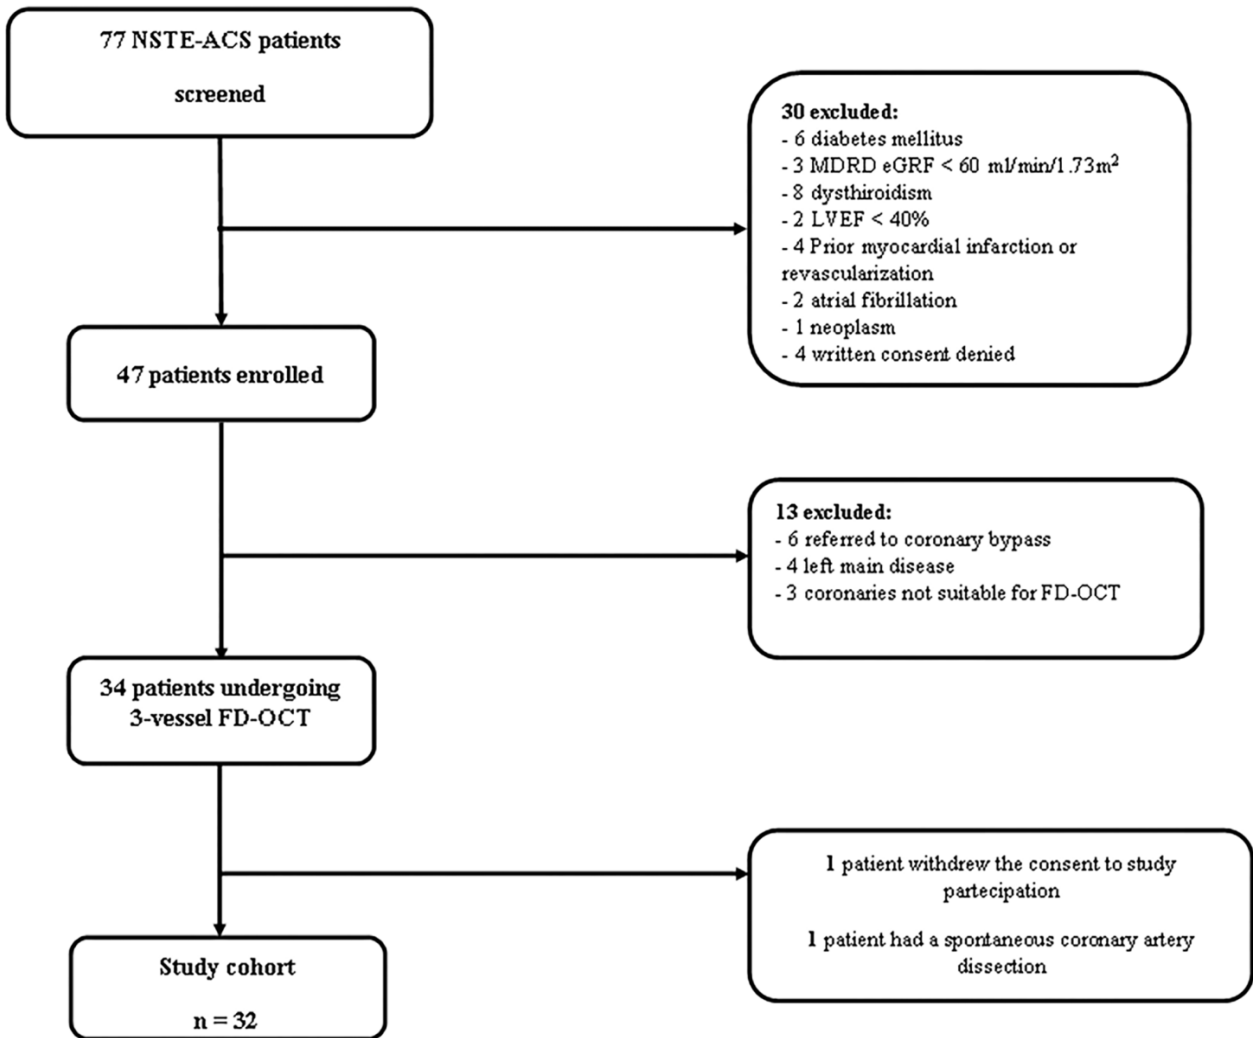 77 NSTE-ACS patients
screened
30 excluded:
- 6 diabetes mellitus
- 3 MDRD eGRF < 60 ml/min/1.73m²
- 8 dysthiroidism
- 2 LVEF < 40%
- 4 Prior myocardial infarction or
revascularization
- 2 atrial fibrillation
- 1 neoplasm
- 4 written consent denied
47 patients enrolled
13 excluded:
- 6 referred to coronary bypass
- 4 left main disease
- 3 coronaries not suitable for FD-OCT
34 patients undergoing
3-vessel FD-OCT
1 patient withdrew the consent to study
partecipation
1 patient had a spontaneous coronary artery
dissection
Study cohort
n = 32